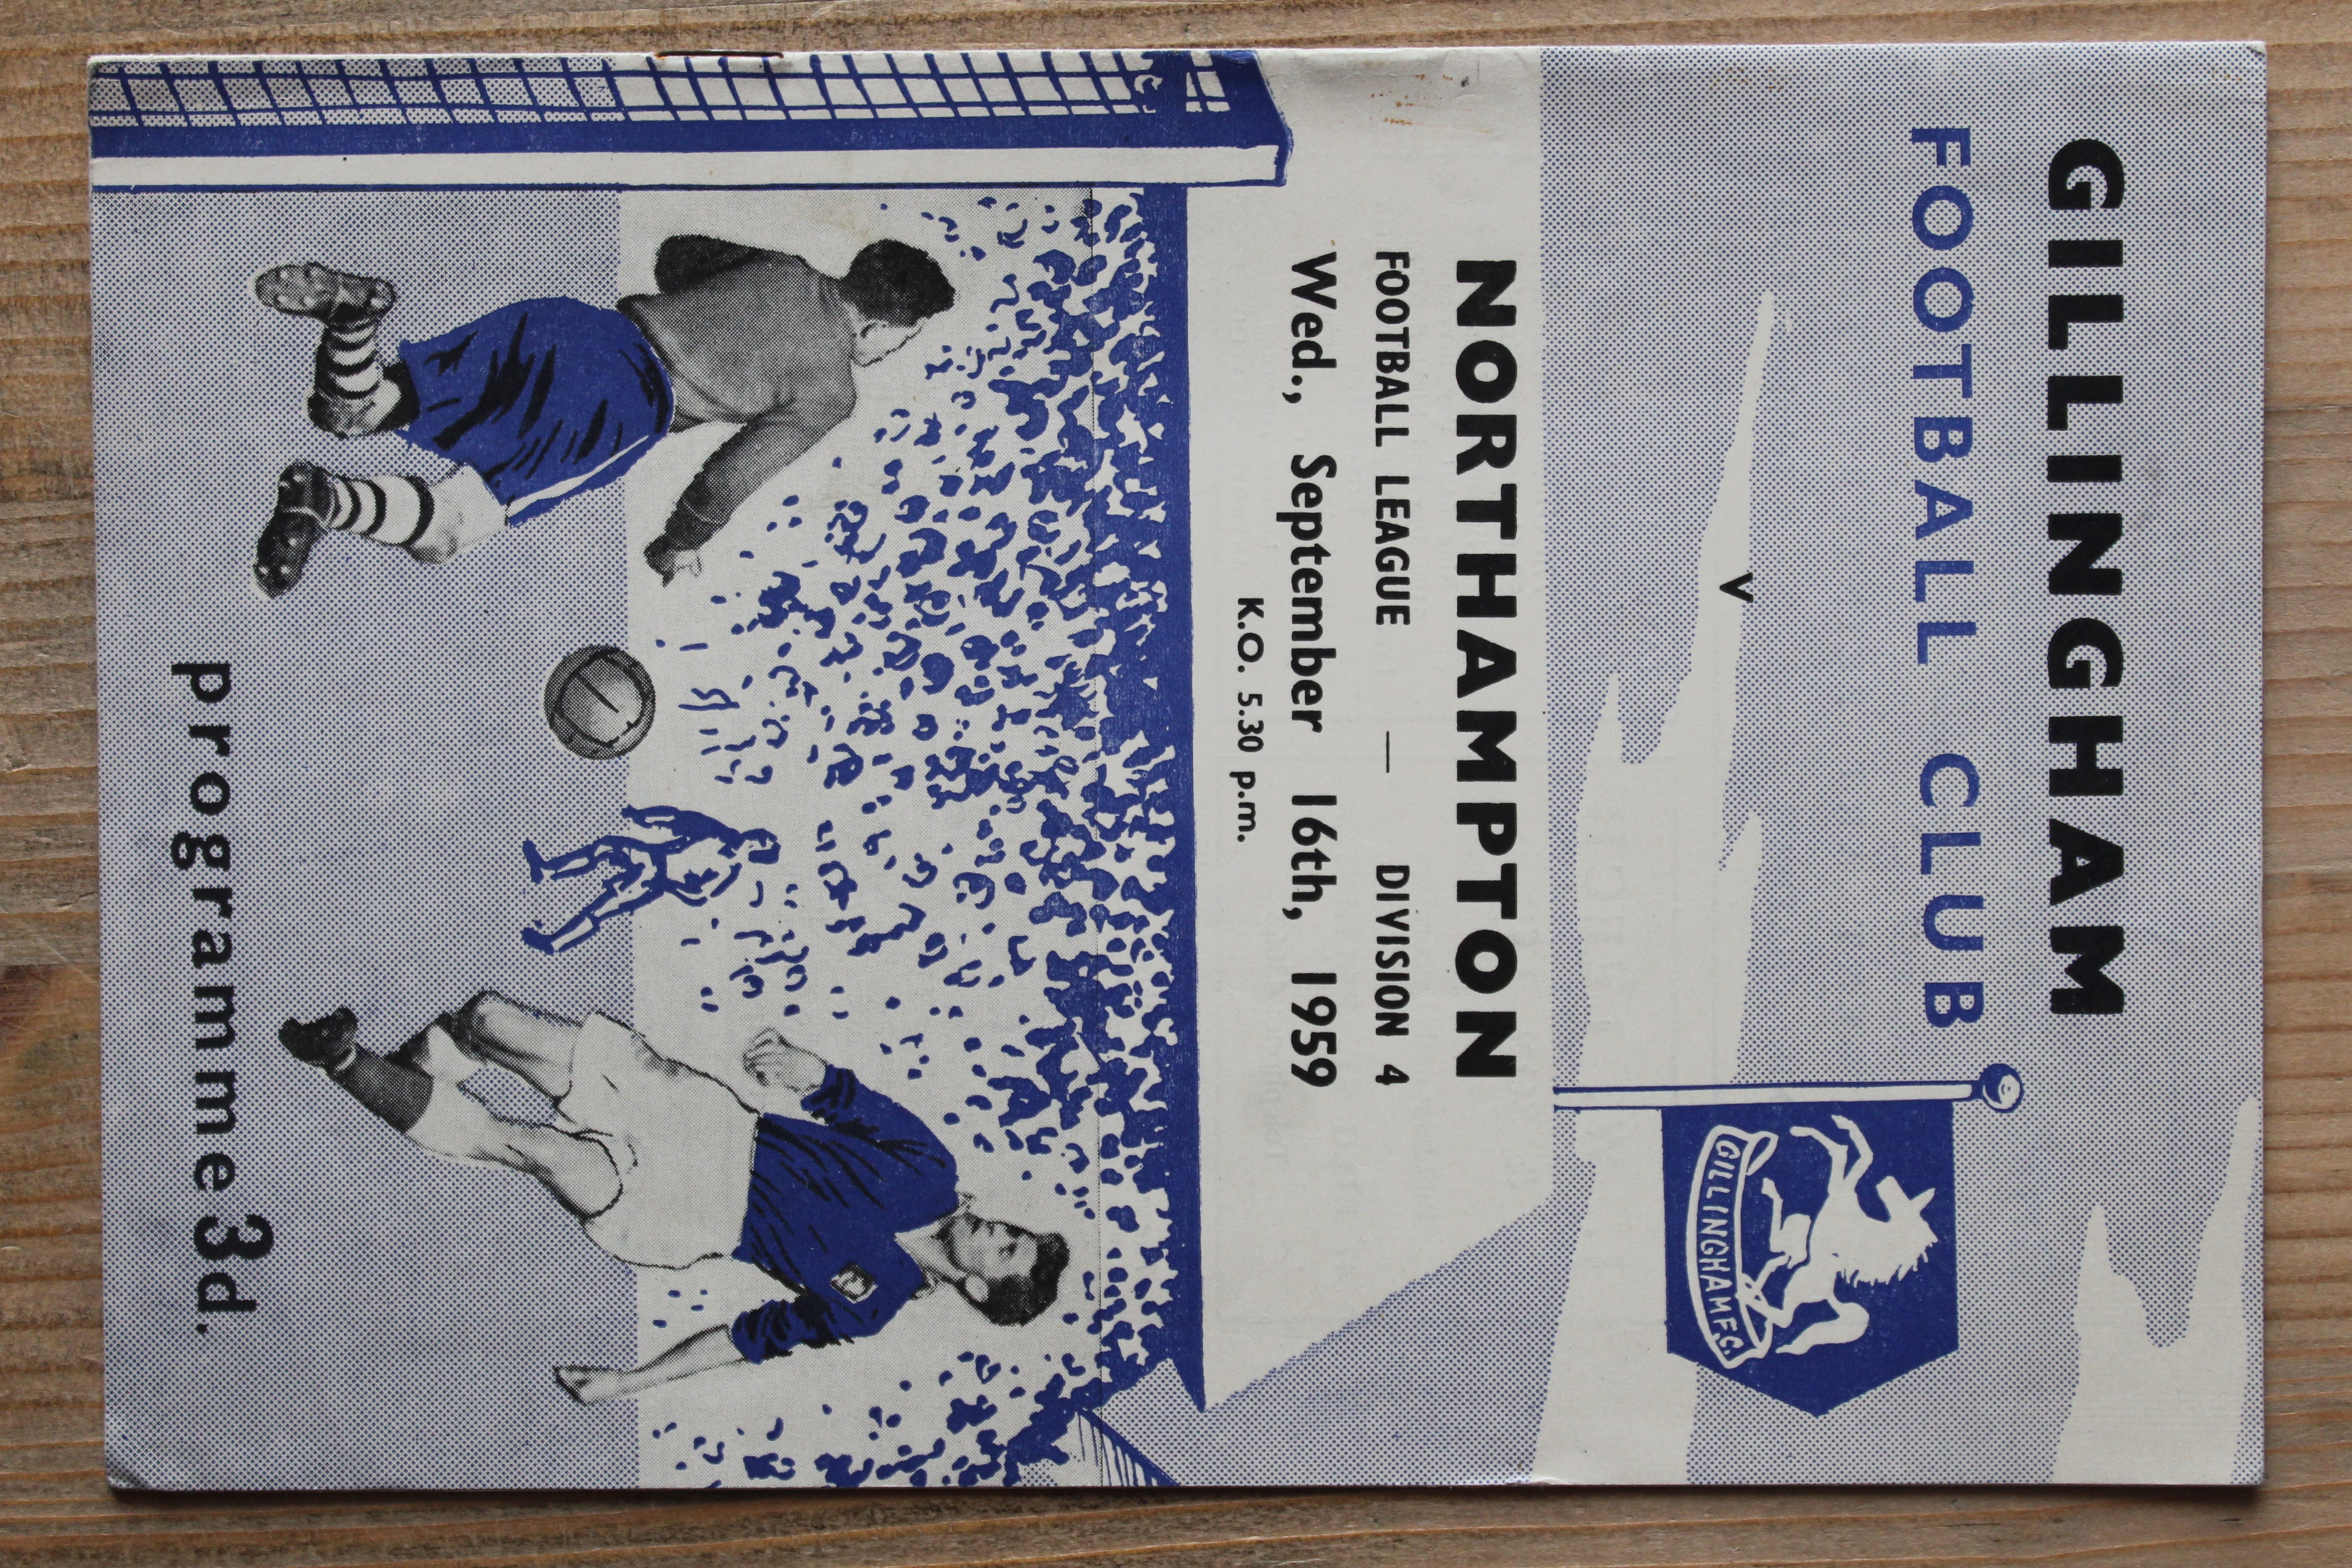 GILLINGHAM
FOOTBALL CLUB
GILLINGHAM F.C.
V
NORTHAMPTON
FOOTBALL LEAGUE — DIVISION 4
Wed., September 16th, 1959
K.O. 5.30 p.m.
programme 3d.